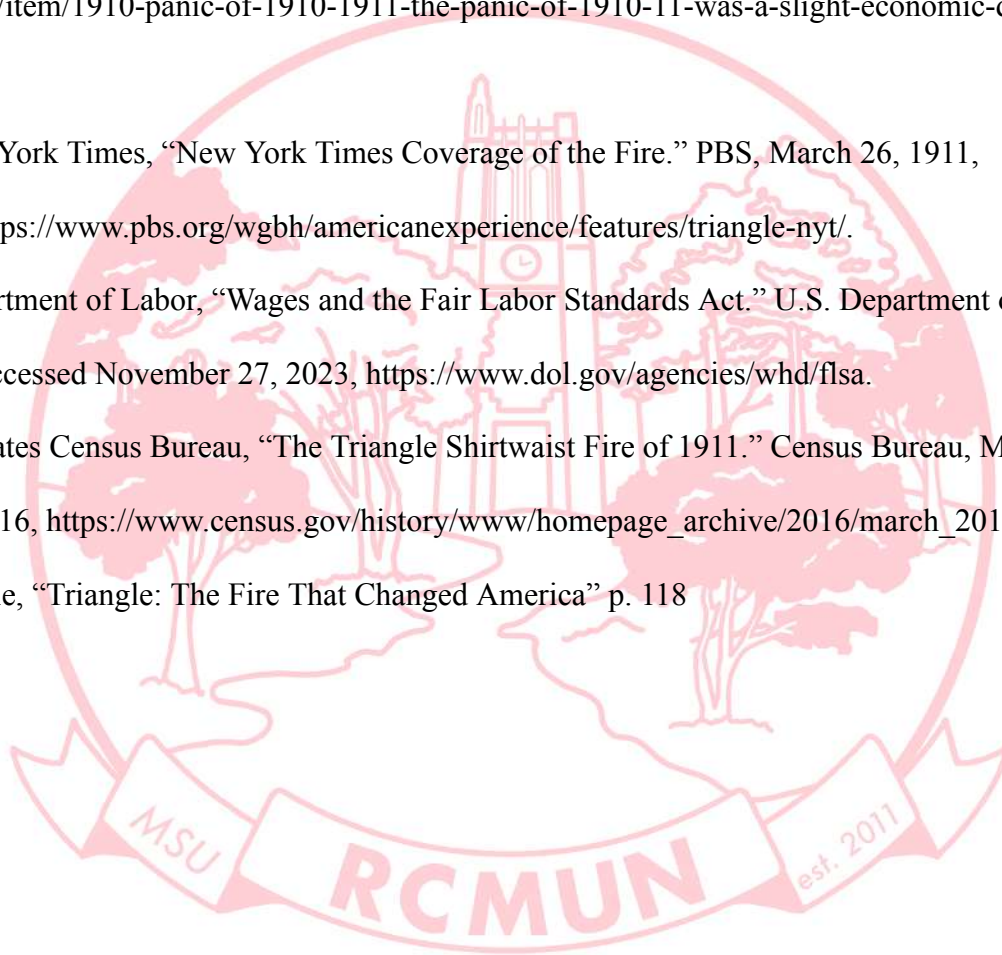 /item/1910-panic-of-1910-1911-the-panic-of-1910-11-was-a-slight-economic-
York Times, “New York Times Coverage of the Fire.” PBS, March 26, 1911,
ps://www.pbs.org/wgbh/americanexperience/features/triangle-nyt/.
rtment of Labor, “Wages and the Fair Labor Standards Act.” U.S. Department
ccessed November 27, 2023, https://www.dol.gov/agencies/whd/flsa.
ates Census Bureau, “The Triangle Shirtwaist Fire of 1911.” Census Bureau, M
16, https://www.census.gov/history/www/homepage_archive/2016/march_201
le, “Triangle: The Fire That Changed America” p. 118
MSU
RCMUN
est. 2011